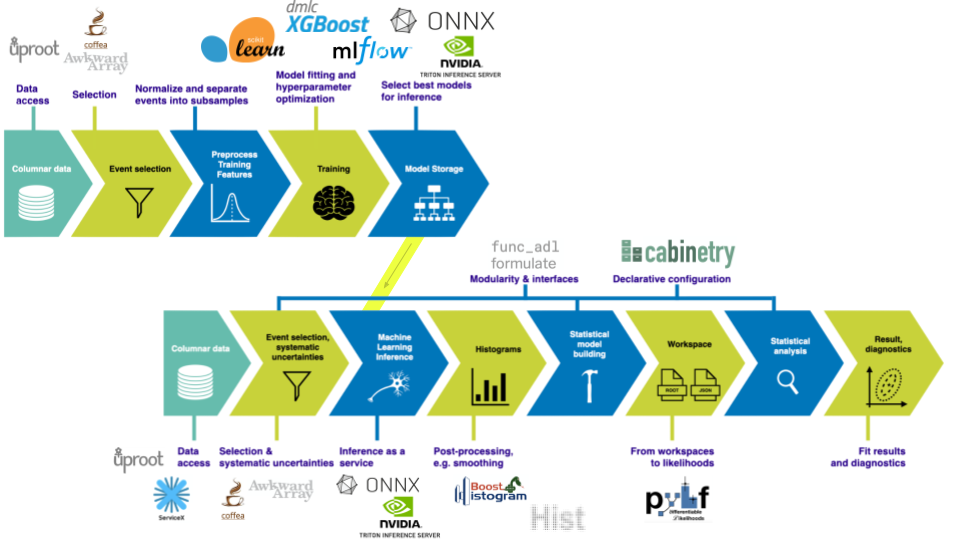 uproot
coffea
Awkward
Array
scikit
learn
dmlc
XGBoost
mlflow
ONNX
NVIDIA.
TRITON INFERENCE SERVER
Data
access
Selection
Normalize and separate
events into subsamples
Model fitting and
hyperparameter
optimization
Select best models
for inference
Columnar data
Event selection
Preprocess
Training
Features
Training
Model Storage
func_adl
formulate
Modularity & interfaces
cabinetry
Declarative configuration
Columnar data
Event selection,
systematic
uncertainties
Machine
Learning
Inference
Histograms
Statistical
model
building
Workspace
ROOT
JSON
Statistical
analysis
Result,
diagnostics
uproot
Data
access
ServiceX
Selection &
systematic uncertainties
coffea
Awkward
Array
Inference as a
service
ONNX
NVIDIA.
TRITON INFERENCE SERVER
Post-processing,
e.g. smoothing
Boost
Histogram
Hist
From workspaces
to likelihoods
pyhf
differentiable
likelihoods
Fit results
and diagnostics